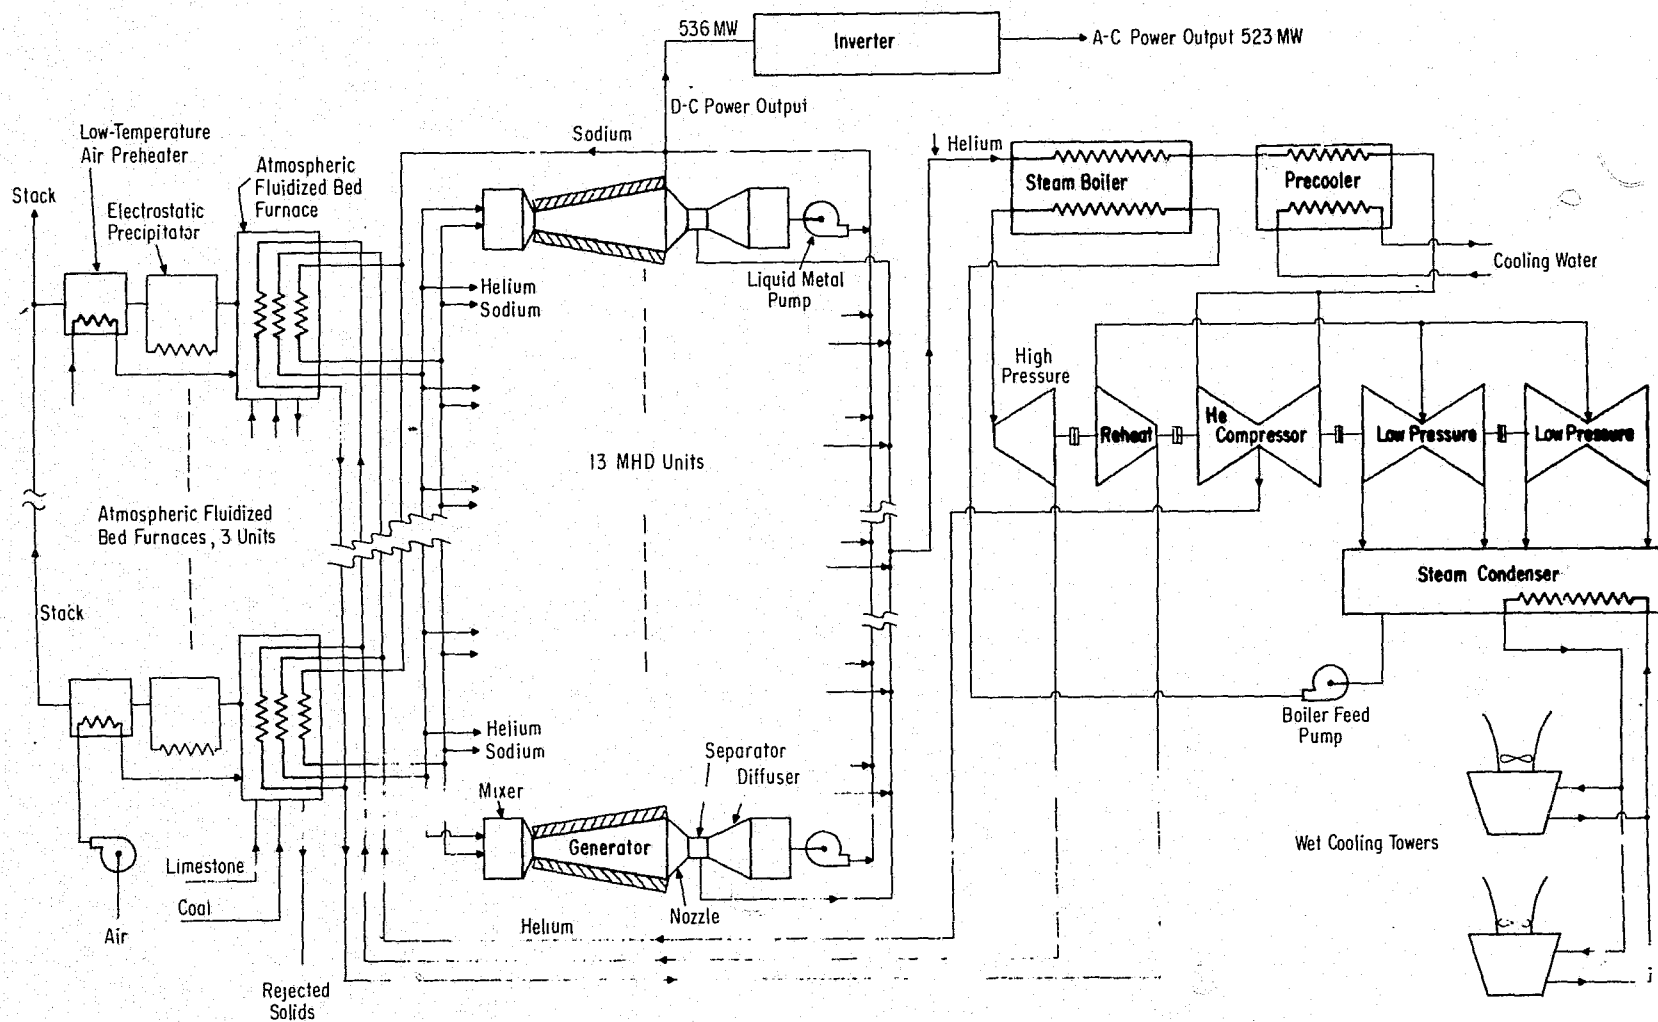 536 MW
Inverter
A-C Power Output 523 MW
D-C Power Output
Low-Temperature
Air Preheater
Atmospheric
Fluidized Bed
Furnace
Stack
Electrostatic
Precipitator
Sodium
Helium
Steam Boiler
Precooler
Cooling Water
Liquid Metal
Pump
Helium
Sodium
High
Pressure
Reheat
He
Compressor
Low Pressure
Low Pressure
13 MHD Units
Atmospheric Fluidized
Bed Furnaces, 3 Units
Steam Condenser
Stack
Boiler Feed
Pump
Helium
Sodium
Separator
Diffuser
Mixer
Generator
Nozzle
Wet Cooling Towers
Limestone
Coal
Air
Helium
Rejected
Solids